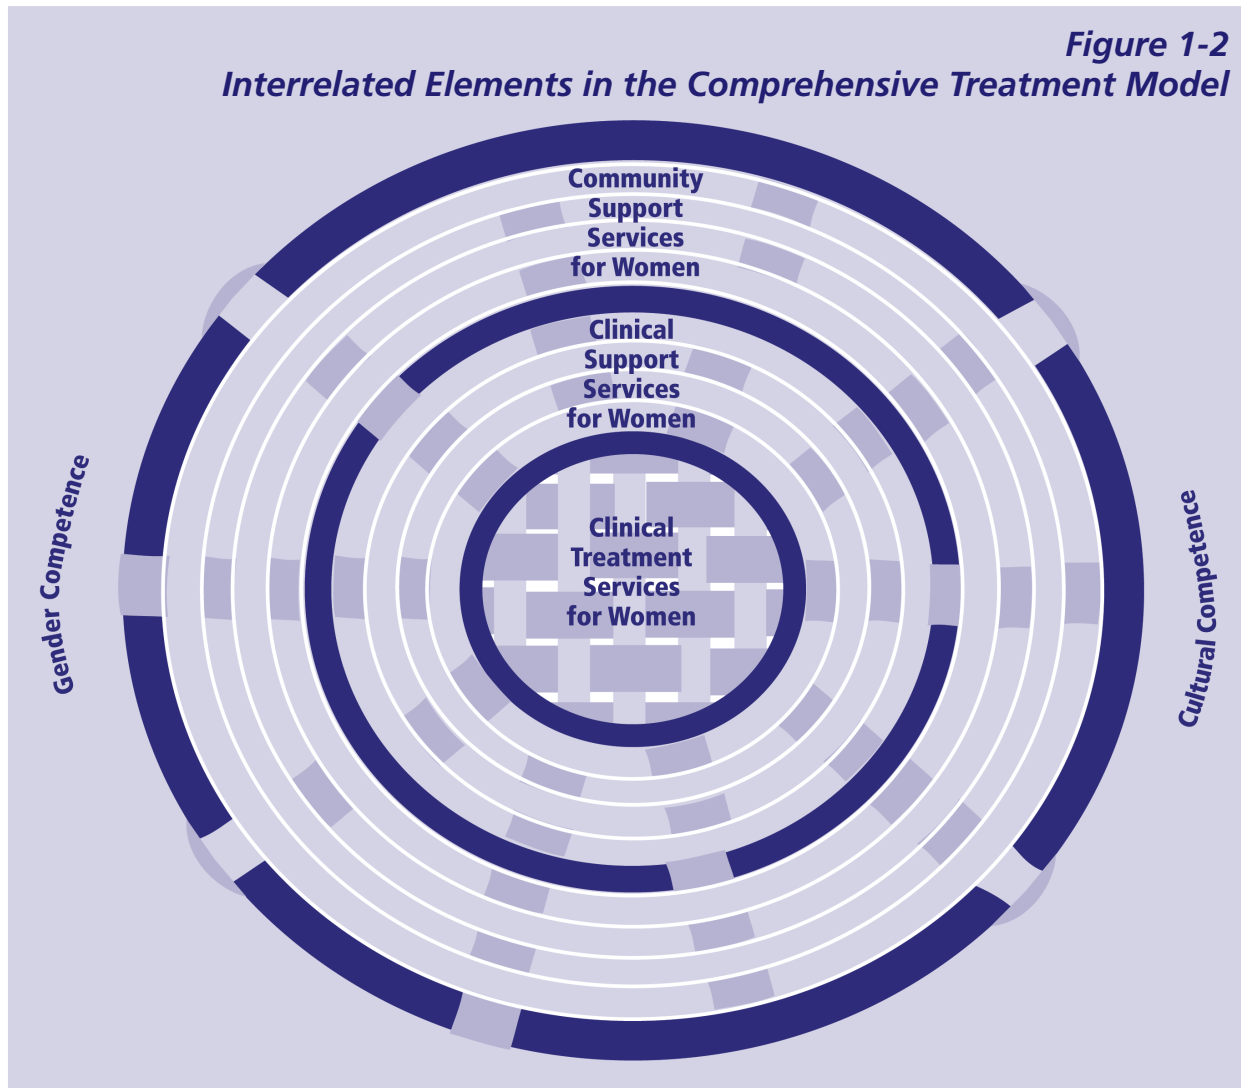 Figure 1-2
Interrelated Elements in the Comprehensive Treatment Model
Community
Support
Services
for Women
Clinical
Support
Services
for Women
Clinical
Treatment
Services
for Women
Gender Competence
Cultural Competence